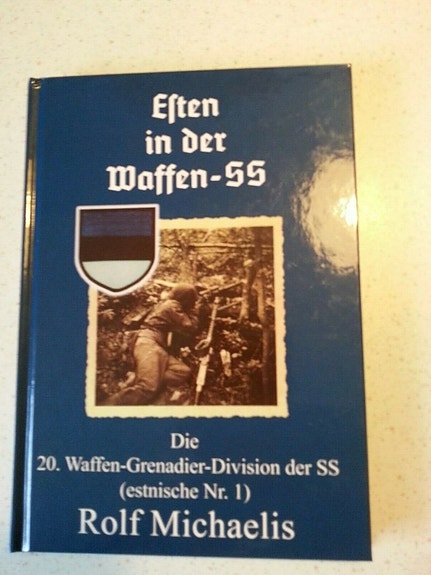 Eſten
in der
Waffen-SS
Die
20. Waffen-Grenadier-Division der SS
(estnische Nr. 1)
Rolf Michaelis